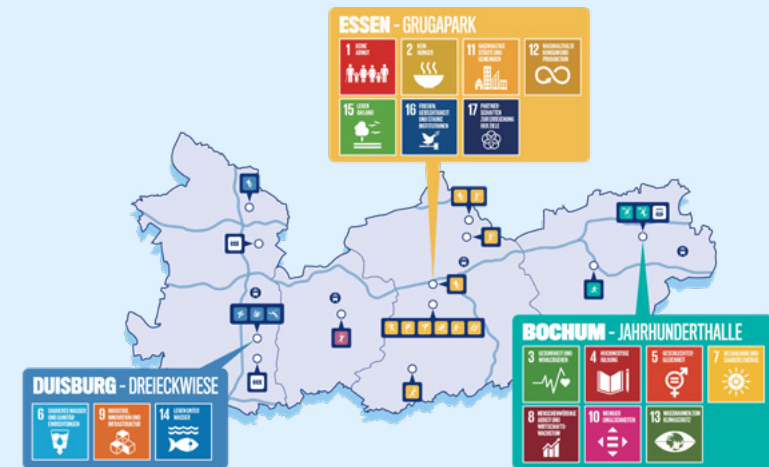 ESSEN - GRUGAPARK
1 KEINE
ARMUT
2 KEIN
HUNGER
11 NACHHALTIGE
STÄDTE UND
GEMEINDEN
12 NACHHALTIGER
KONSUM UND
PRODUKTION
15 LEBEN
AN LAND
16 FRIEDEN,
GERECHTIGKEIT
UND STARKE
INSTITUTIONEN
17 PARTNER-
SCHAFTEN
ZUR ERREICHUNG
DER ZIELE
BOCHUM - JAHRHUNDERTHALLE
3 GESUNDHEIT UND
WOHLERGEHEN
4 HOCHWERTIGE
BILDUNG
5 GESCHLECHTER-
GLEICHHEIT
7 BEZAHLBARE UND
SAUBERE ENERGIE
8 MENSCHENWÜRDIGE
ARBEIT UND
WIRTSCHAFTS-
WACHSTUM
10 WENIGER
UNGLEICHHEITEN
13 MASSNAHMEN ZUM
KLIMASCHUTZ
DUISBURG - DREIECKWIESE
6 SAUBERES WASSER
UND SANITÄR-
EINRICHTUNGEN
9 INDUSTRIE,
INNOVATION UND
INFRASTRUKTUR
14 LEBEN UNTER
WASSER